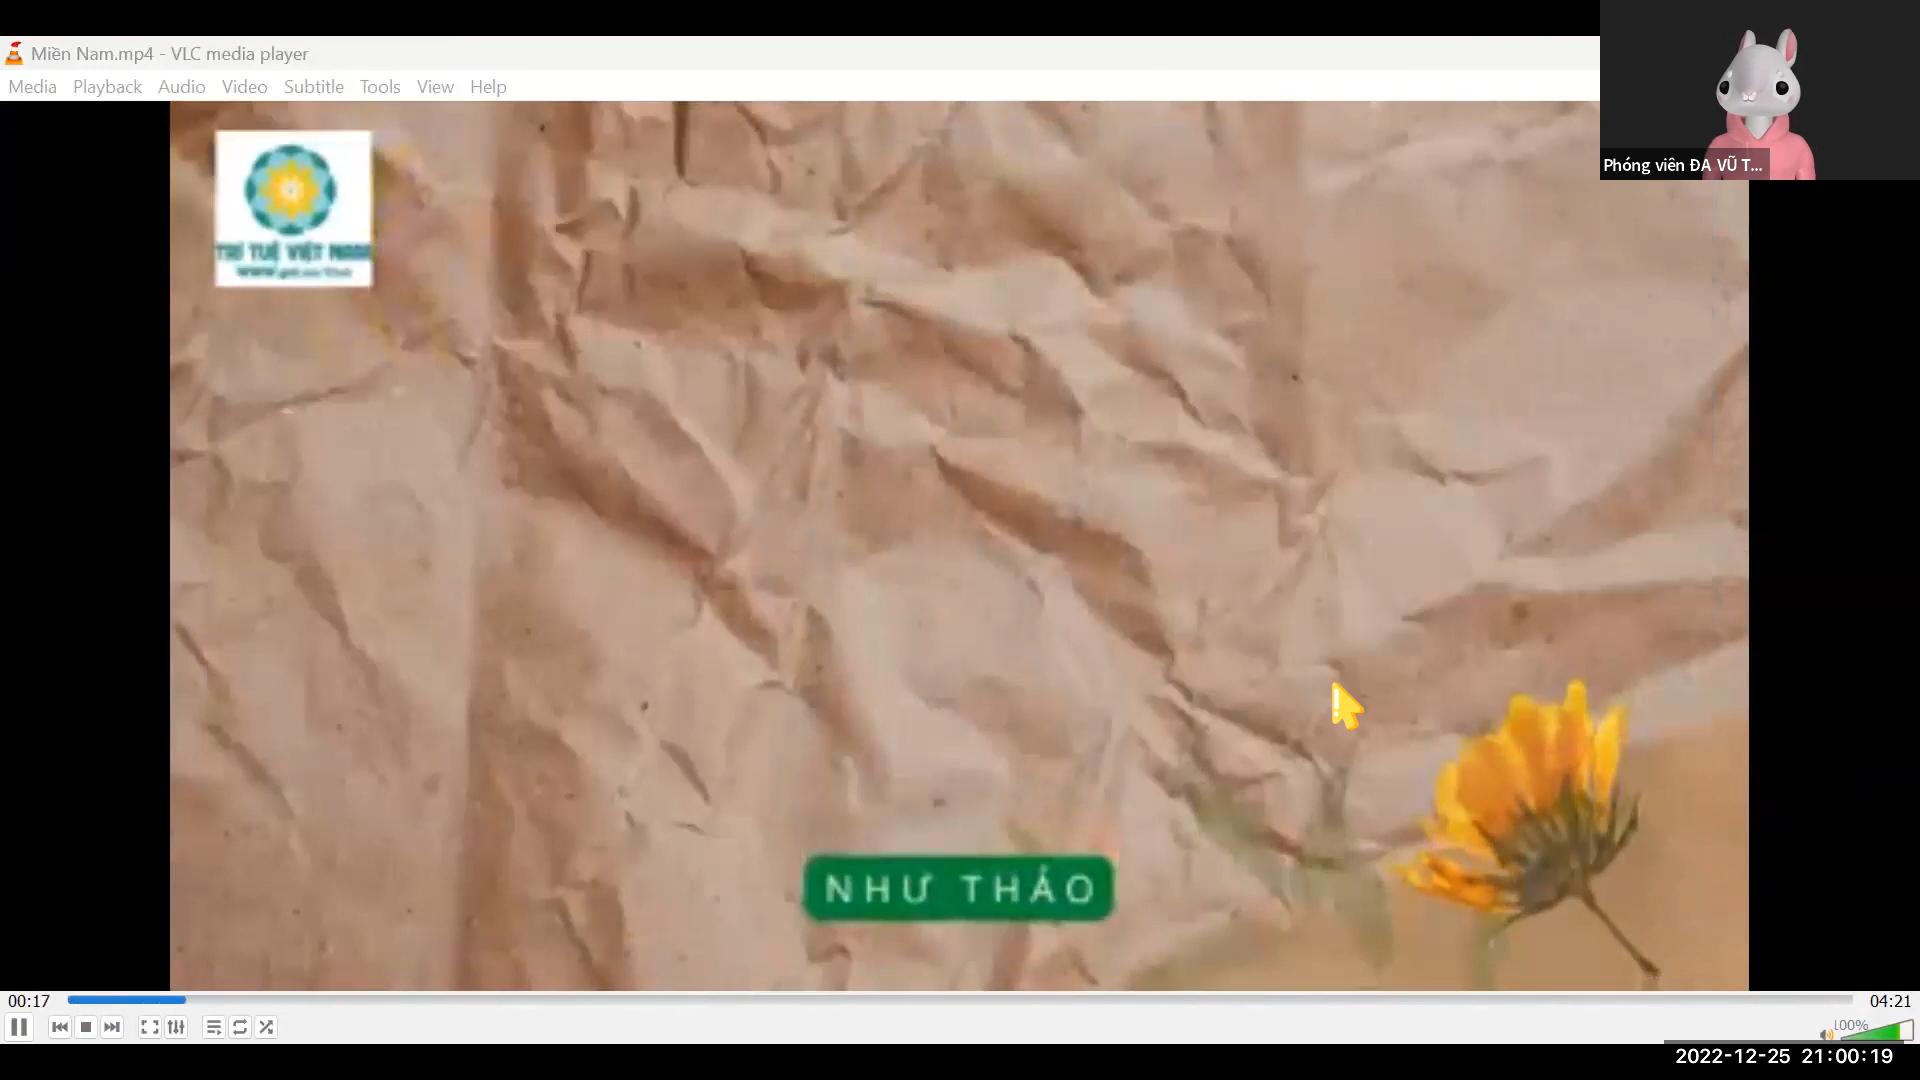 Miền Nam.mp4 - VLC media player
Media Playback Audio Video Subtitle Tools View Help
Phóng viên ĐA VŨ T...
TRÍ TUỆ VIỆT NAM
NHƯ THẢO
00:17
04:21
100%
2022-12-25 21:00:19